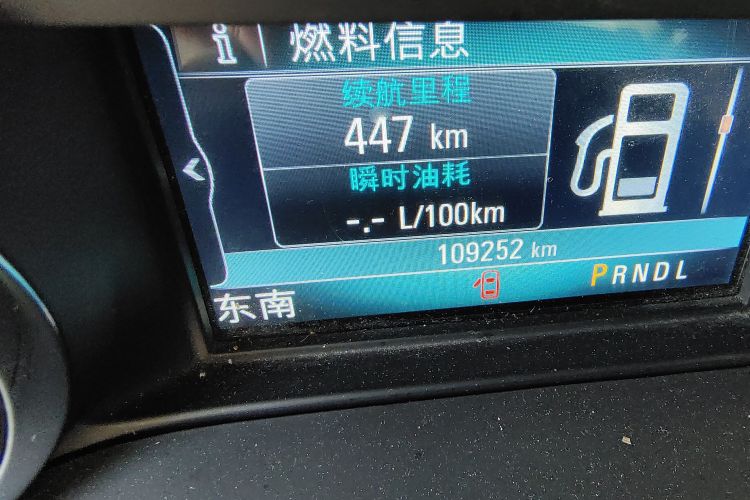 i 燃料信息
续航里程
447 km
瞬时油耗
-.- L/100km
109252 km
PRNDL
东南